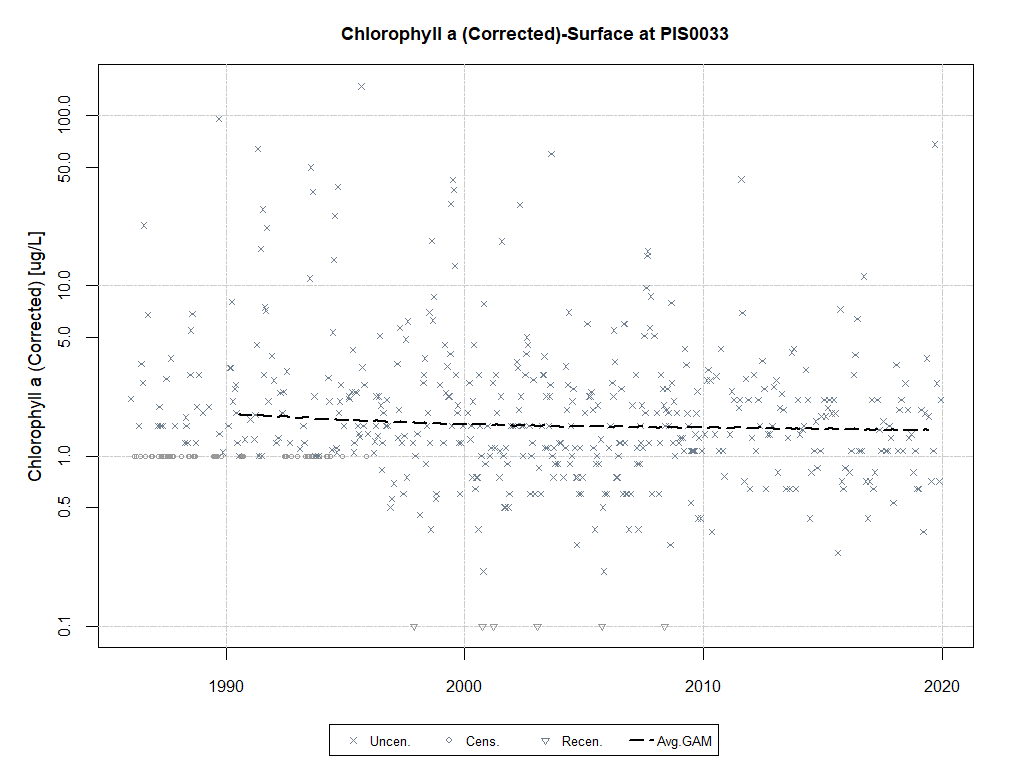 Chlorophyll a (Corrected)-Surface at PIS0033
Chlorophyll a (Corrected) [ug/L]
100.0
50.0
10.0
5.0
1.0
0.5
0.1
1990 2000 2010 2020
Uncen. Cens. Recen. Avg.GAM